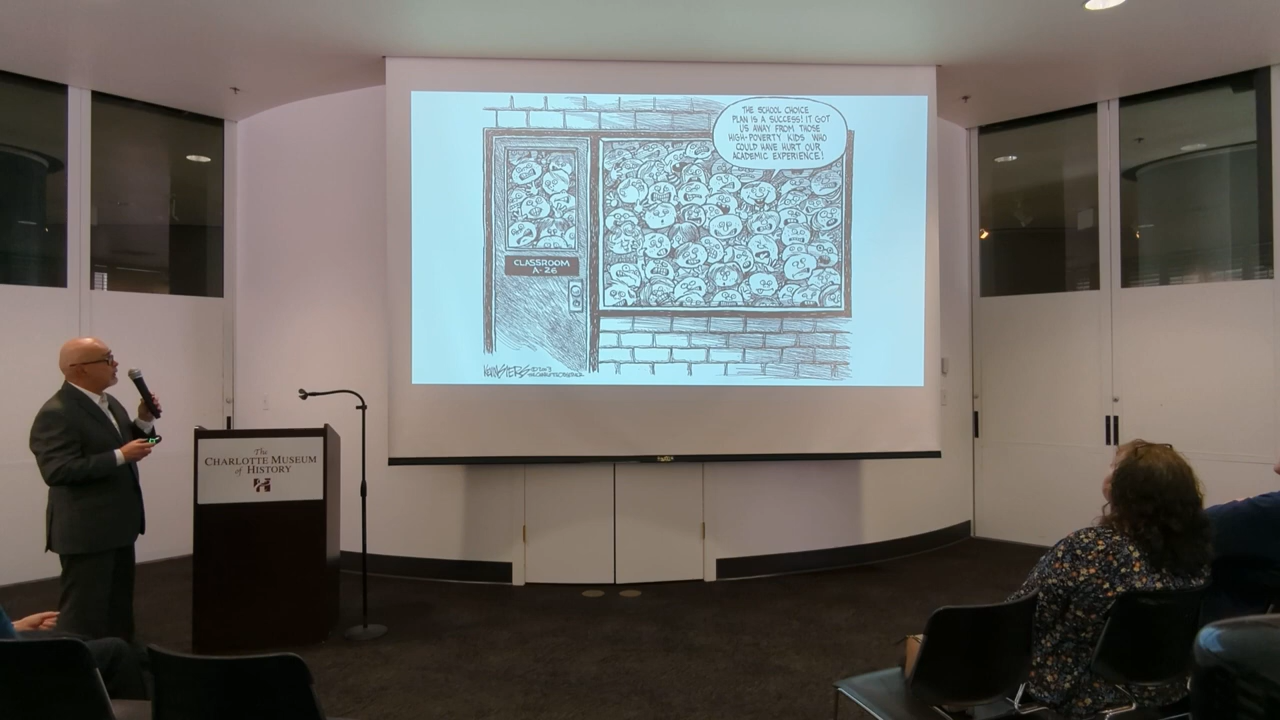 THE SCHOOL CHOICE
PLAN IS A SUCCESS! IT GOT
US AWAY FROM THOSE
HIGH-POVERTY KIDS WHO
COULD HAVE HURT OUR
ACADEMIC EXPERIENCE!
CLASSROOM
A-26
The
CHARLOTTE MUSEUM
of HISTORY